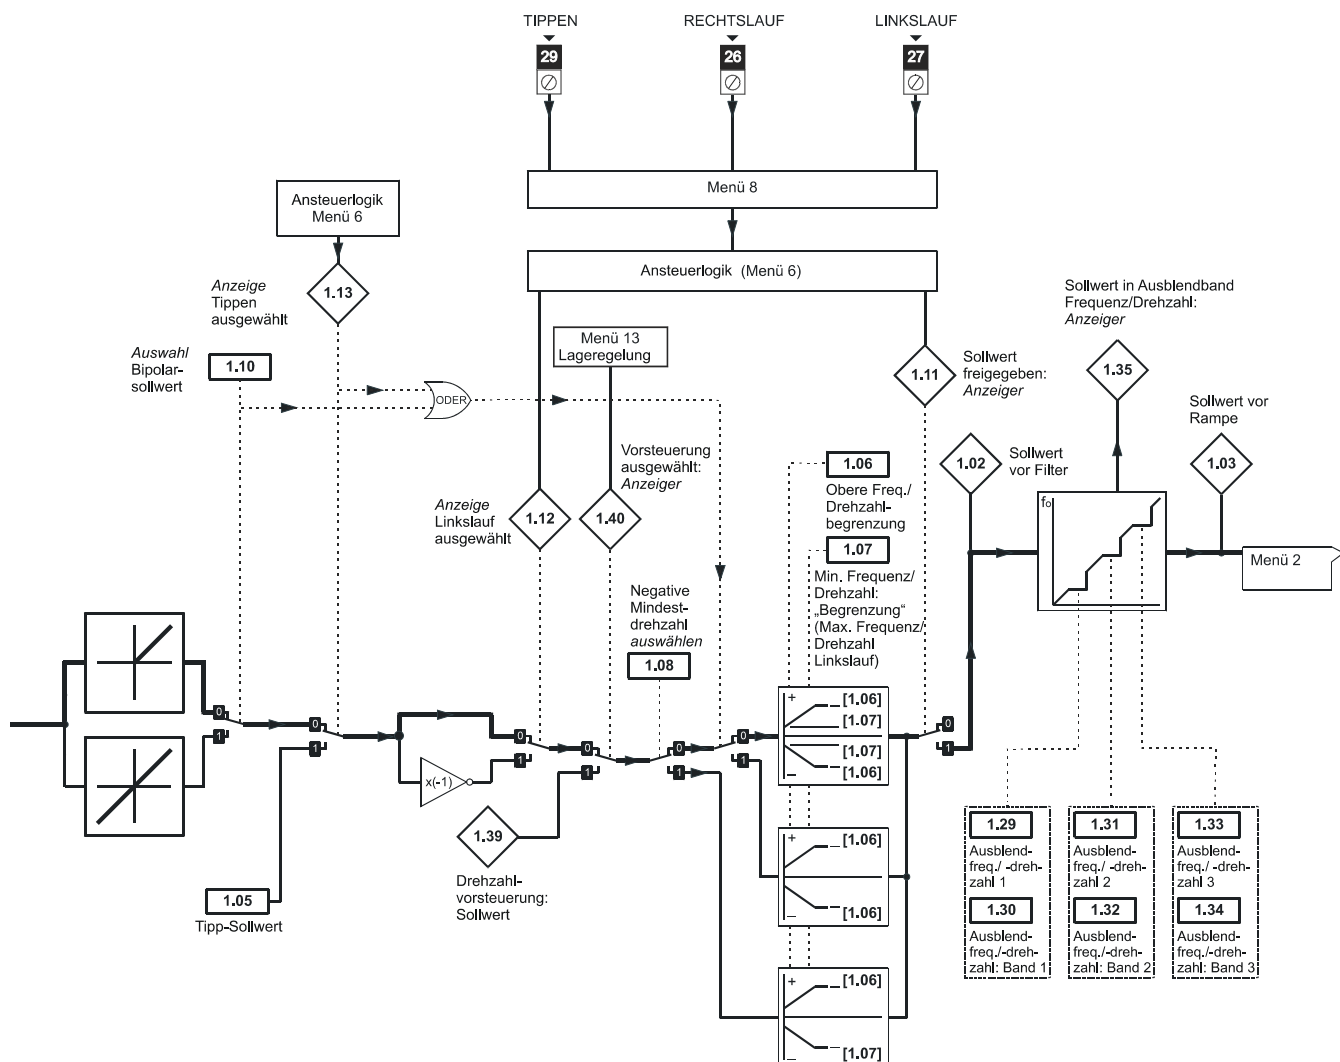 TIPPEN
RECHTSLAUF
LINKSLAUF
29
26
27
Menü 8
Ansteuerlogik
Menü 6
Ansteuerlogik (Menü 6)
1.13
Anzeige
Tippen
ausgewählt
Auswahl
Bipolar-
sollwert
1.10
ODER
Menü 13
Lageregelung
1.11
Sollwert
freigegeben:
Anzeiger
Sollwert in Ausblendband
Frequenz/Drehzahl:
Anzeiger
1.35
Sollwert vor
Rampe
1.03
1.02
Sollwert
vor Filter
Vorsteuerung
ausgewählt:
Anzeiger
Anzeige
Linkslauf
ausgewählt
1.12
1.40
1.06
Obere Freq./
Drehzahl-
begrenzung
1.07
Min. Frequenz/
Drehzahl:
„Begrenzung“
(Max. Frequenz/
Drehzahl
Linkslauf)
fo
Menü 2
Negative
Mindest-
drehzahl
auswählen
1.08
0
1
0
1
0
1
0
1
0
1
0
1
0
1
x(-1)
+
[1.06]
[1.07]
[1.07]
[1.06]
–
1.39
Drehzahl-
vorsteuerung:
Sollwert
1.05
Tipp-Sollwert
+
[1.06]
[1.06]
–
+
[1.06]
[1.07]
–
1.29
Ausblend-
freq./ -dreh-
zahl 1
1.30
Ausblend-
freq./-dreh-
zahl: Band 1
1.31
Ausblend-
freq./ -dreh-
zahl 2
1.32
Ausblend-
freq./-dreh-
zahl: Band 2
1.33
Ausblend-
freq./ -dreh-
zahl 3
1.34
Ausblend-
freq./-dreh-
zahl: Band 3